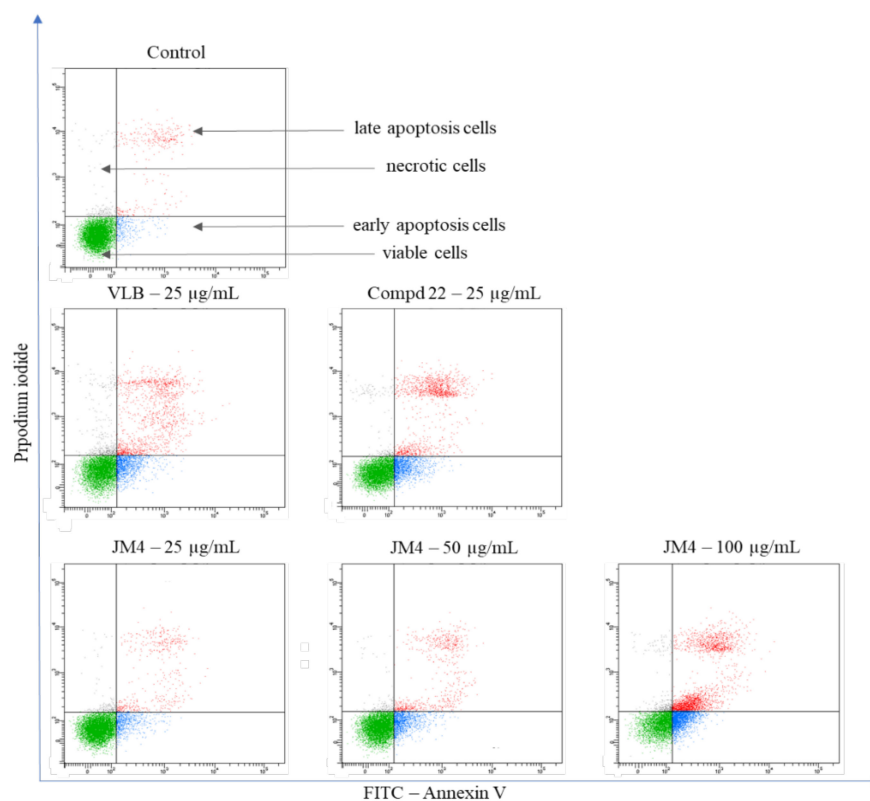 Control
late apoptosis cells
necrotic cells
early apoptosis cells
viable cells
VLB – 25 µg/mL
Compd 22 – 25 µg/mL
Prpodium iodide
JM4 – 25 µg/mL
JM4 – 50 µg/mL
JM4 – 100 µg/mL
FITC – Annexin V